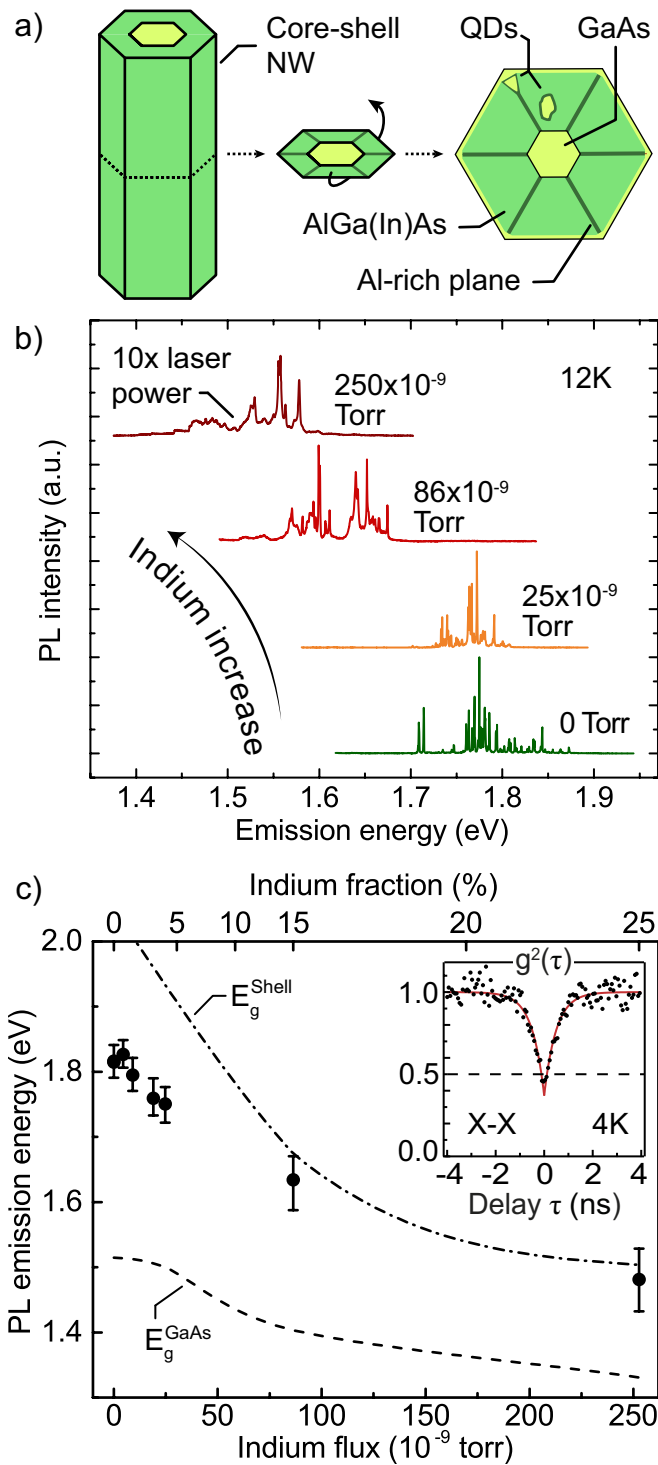 a)
Core-shell
NW
QDs
GaAs
AlGa(In)As
Al-rich plane
b)
10x laser
power
250x10⁻⁹
Torr
12K
86x10⁻⁹
Torr
25x10⁻⁹
Torr
0 Torr
Indium increase
PL intensity (a.u.)
1.4 1.5 1.6 1.7 1.8 1.9
Emission energy (eV)
c)
Indium fraction (%)
0 5 10 15 20 25
2.0
1.8
1.6
1.4
PL emission energy (eV)
E_g^Shell
E_g^GaAs
g²(τ)
1.0
0.5
0.0
X-X
4K
-4 -2 0 2 4
Delay τ (ns)
0 50 100 150 200 250
Indium flux (10⁻⁹ torr)